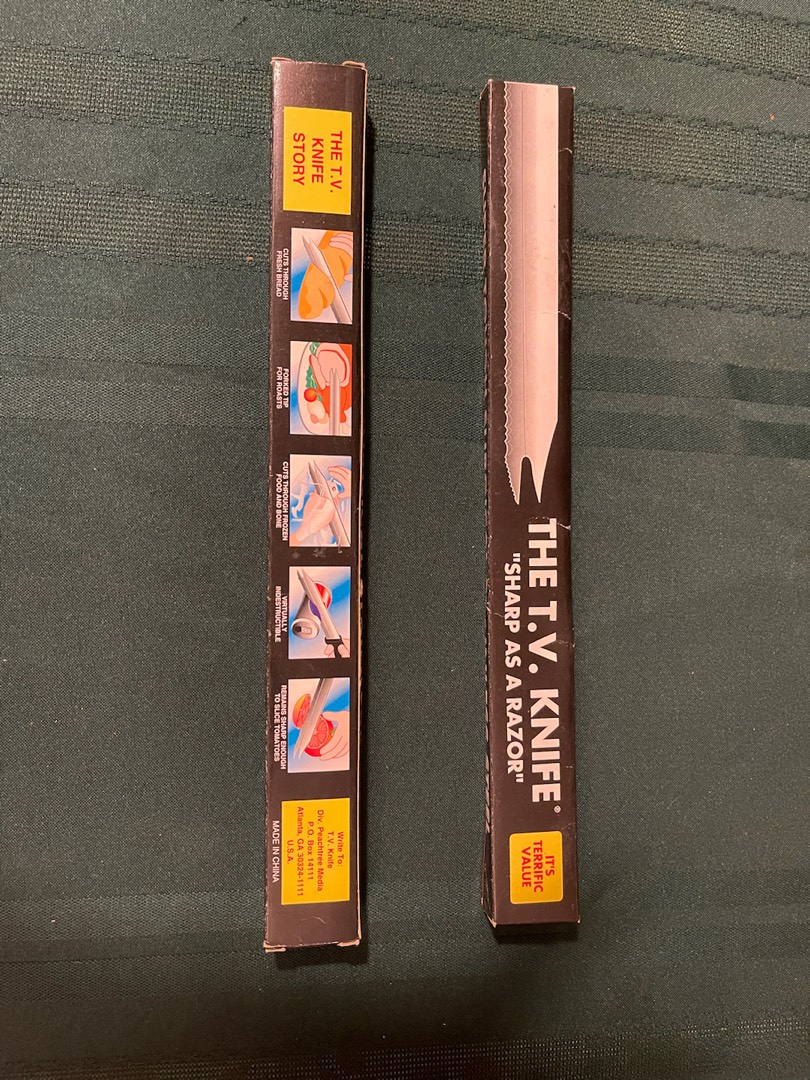 THE T.V.
KNIFE
STORY
CUTS THROUGH
FRESH BREAD
FORKED TIP
FOR ROASTS
CUTS THROUGH FROZEN
FOOD AND BONE
VIRTUALLY
INDESTRUCTIBLE
REMAINS SHARP ENOUGH
TO SLICE TOMATOES
Write To:
T.V. Knife
Div. Peachtree Media
P.O. Box 14111
Atlanta, GA 30324-1111
U.S.A.
MADE IN CHINA
THE T.V. KNIFE®
"SHARP AS A RAZOR"
IT'S
TERRIFIC
VALUE